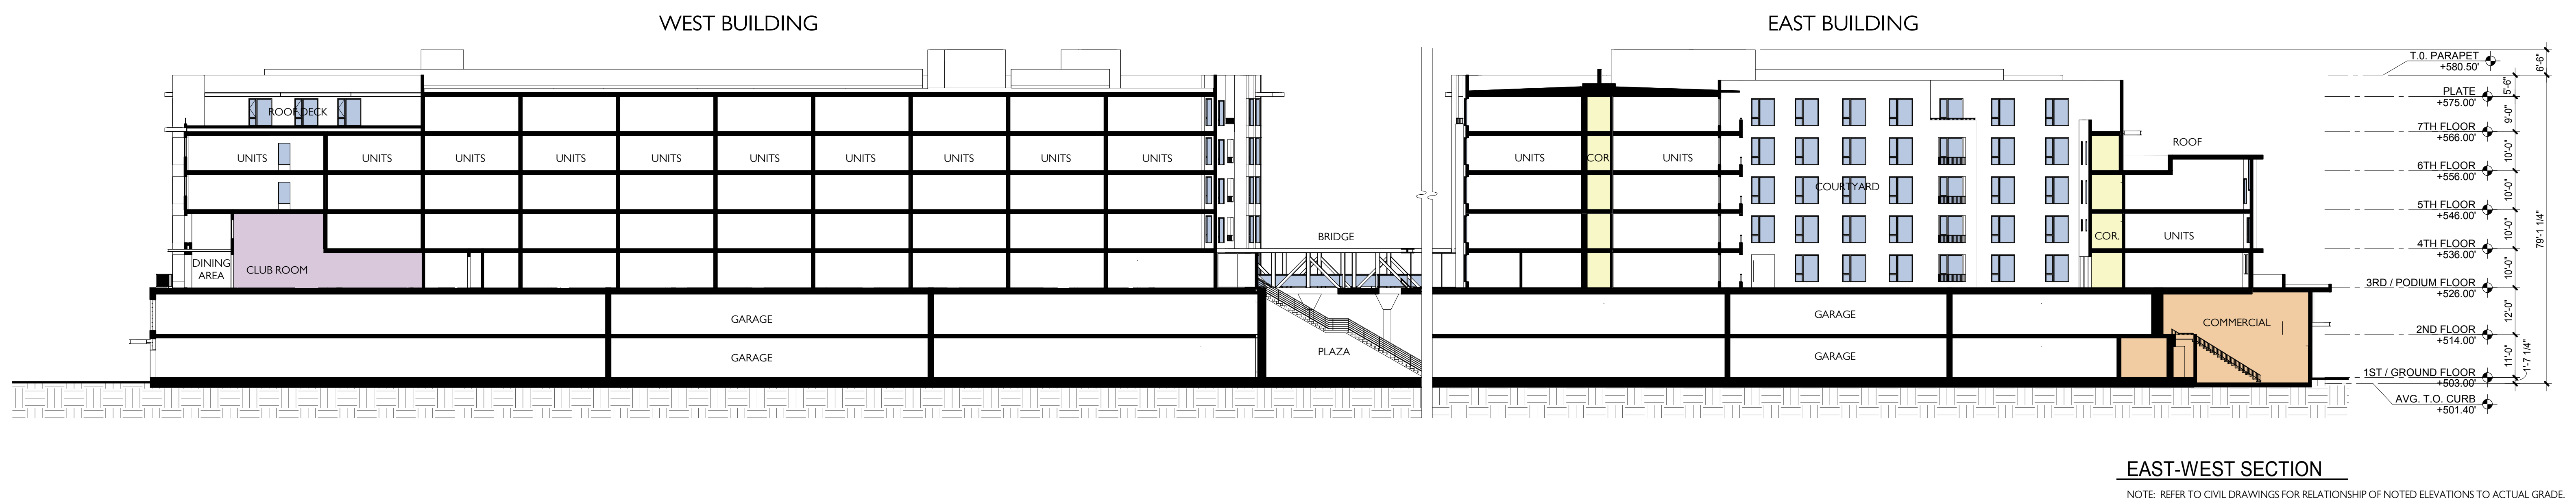 WEST BUILDING
EAST BUILDING
ROOF DECK
UNITS UNITS UNITS UNITS UNITS UNITS UNITS UNITS UNITS UNITS
DINING
AREA
CLUB ROOM
GARAGE
GARAGE
BRIDGE
PLAZA
UNITS COR. UNITS
COURTYARD
ROOF
COR. UNITS
GARAGE
GARAGE
COMMERCIAL
T.O. PARAPET
+580.50'
PLATE
+575.00'
7TH FLOOR
+566.00'
6TH FLOOR
+556.00'
5TH FLOOR
+546.00'
4TH FLOOR
+536.00'
3RD / PODIUM FLOOR
+526.00'
2ND FLOOR
+514.00'
1ST / GROUND FLOOR
+503.00'
AVG. T.O. CURB
+501.40'
6'-6"
5'-6"
9'-0"
10'-0"
10'-0"
10'-0"
10'-0"
12'-0"
11'-0"
1'-7 1/4"
79'-1 1/4"
EAST-WEST SECTION
NOTE: REFER TO CIVIL DRAWINGS FOR RELATIONSHIP OF NOTED ELEVATIONS TO ACTUAL GRADE.